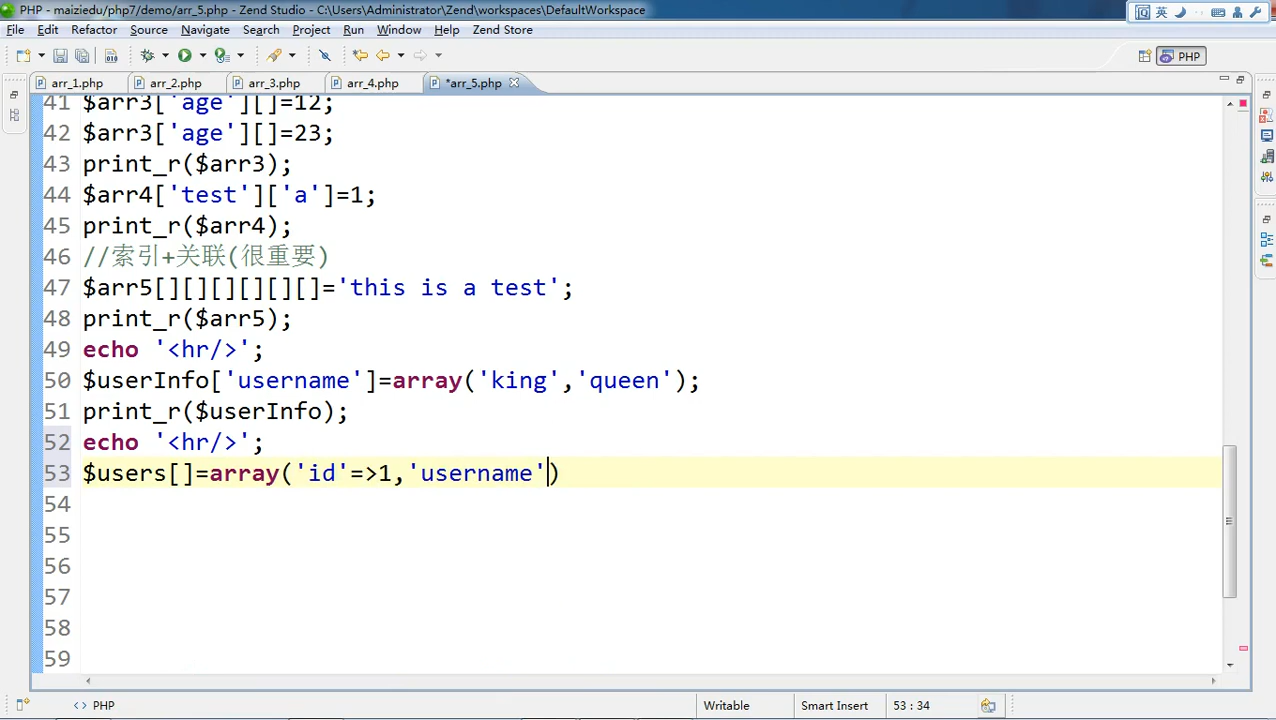 PHP - maiziedu/php7/demo/arr_5.php - Zend Studio - C:\Users\Administrator\Zend\workspaces\DefaultWorkspace
英
File Edit Refactor Source Navigate Search Project Run Window Help Zend Store
PHP
arr_1.php arr_2.php arr_3.php arr_4.php *arr_5.php
41 $arr3['age'][]=12;
42 $arr3['age'][]=23;
43 print_r($arr3);
44 $arr4['test']['a']=1;
45 print_r($arr4);
46 //索引+关联(很重要)
47 $arr5[][][][][][]='this is a test';
48 print_r($arr5);
49 echo '<hr/>';
50 $userInfo['username']=array('king','queen');
51 print_r($userInfo);
52 echo '<hr/>';
53 $users[]=array('id'=>1,'username')
54
55
56
57
58
59
<> PHP Writable Smart Insert 53 : 34